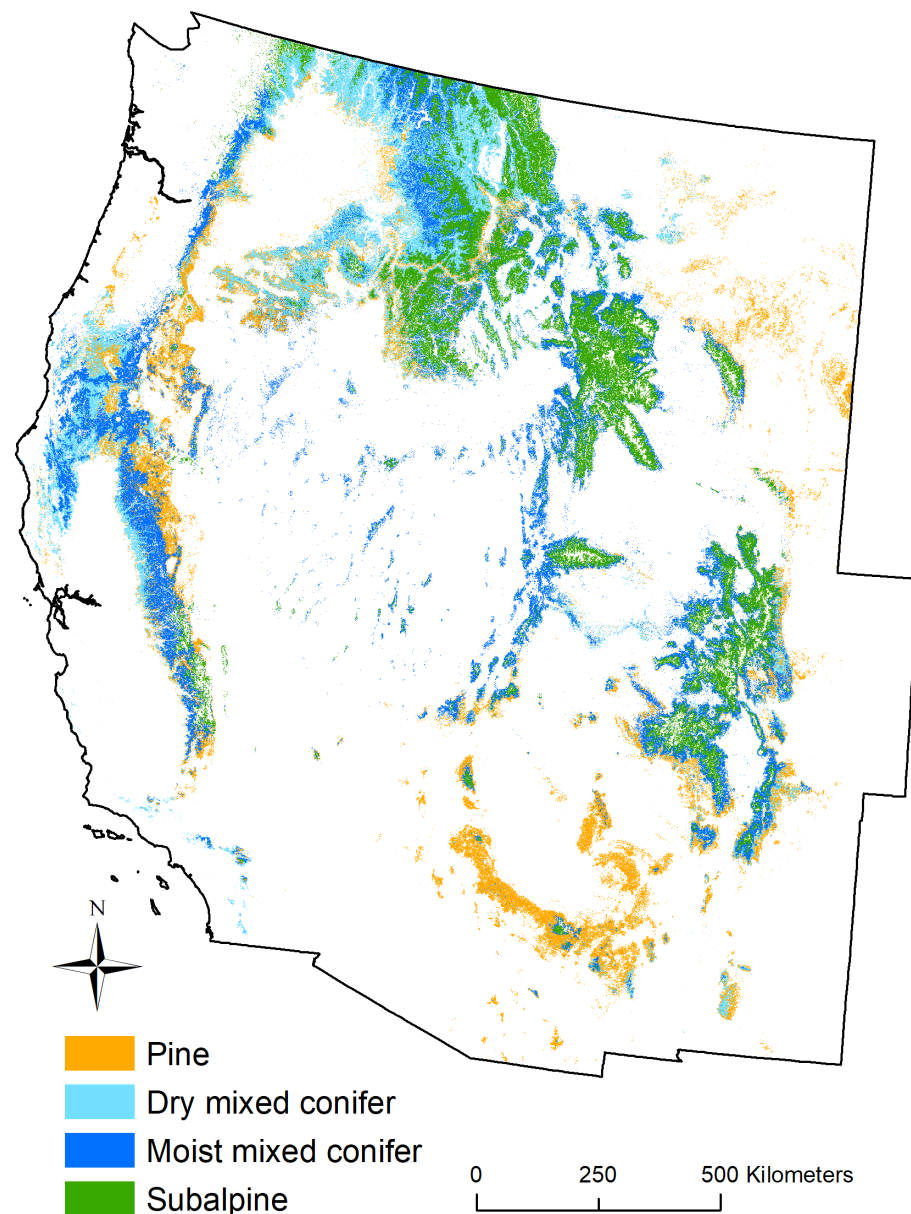 N
Pine
Dry mixed conifer
Moist mixed conifer
Subalpine
0 250 500 Kilometers